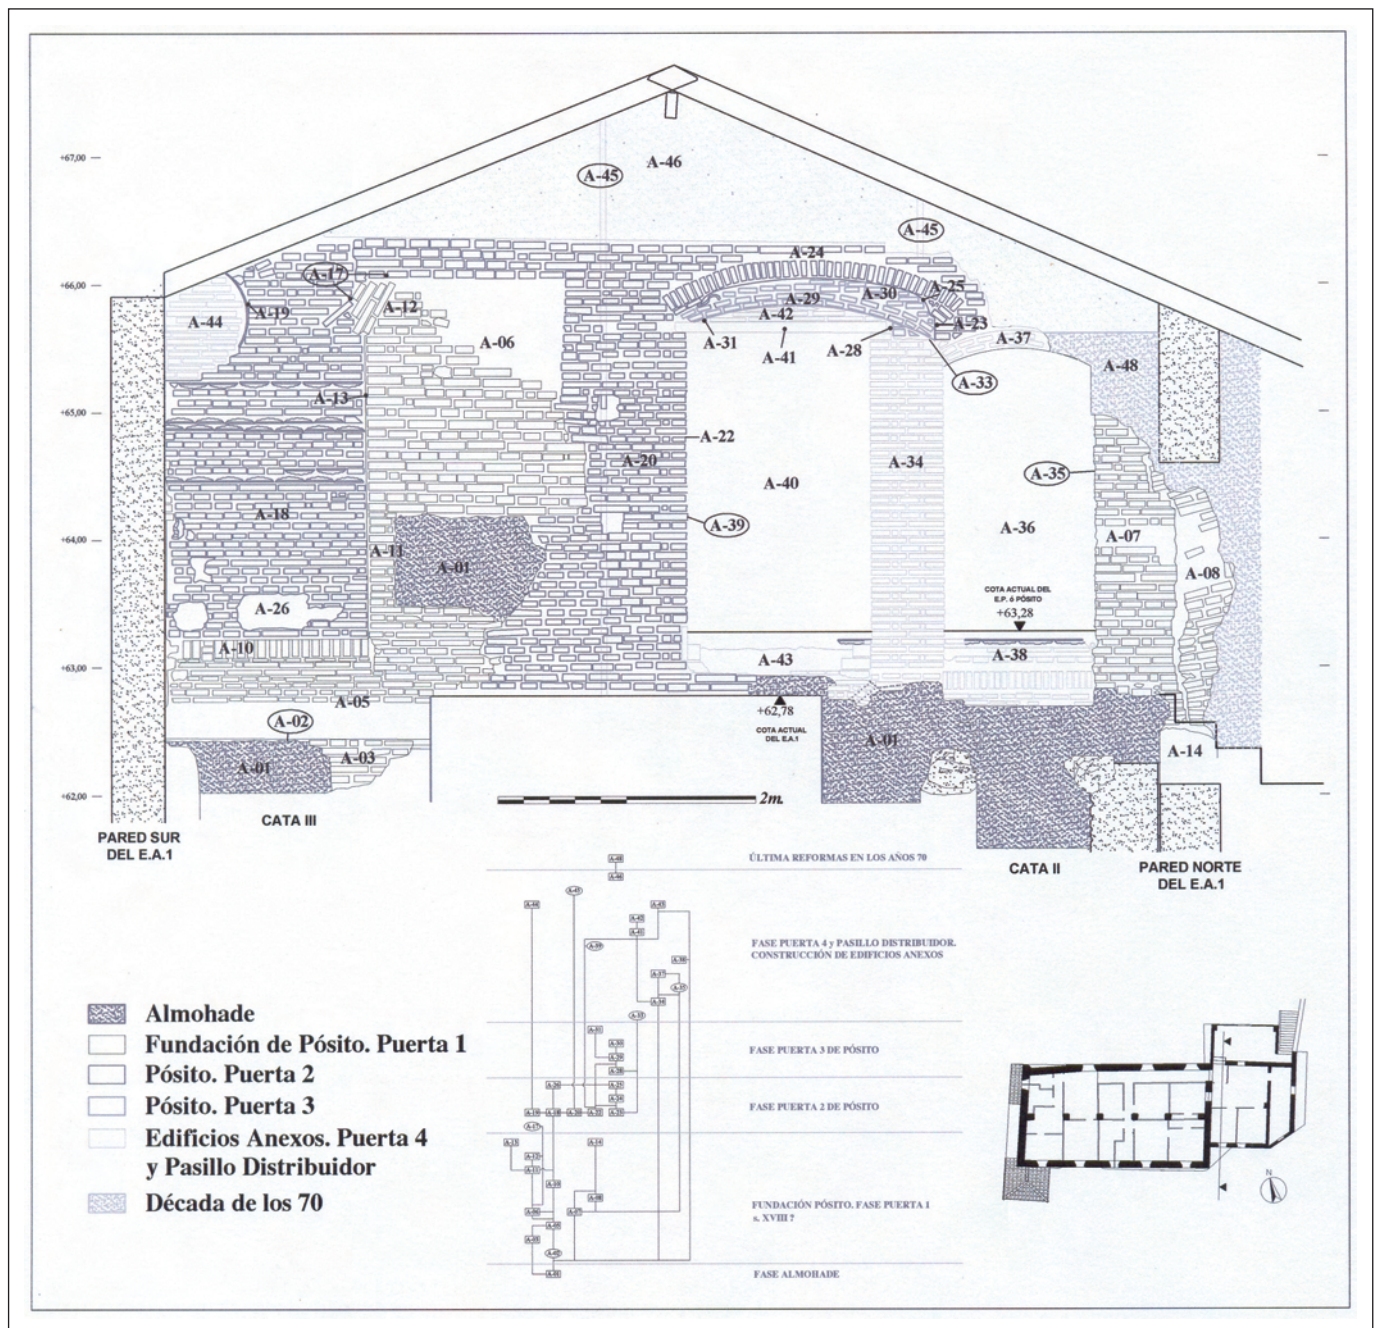 +67,00
+66,00
+65,00
+64,00
+63,00
+62,00
A-46
A-45
A-45
A-24
A-17
A-30
A-25
A-12
A-29
A-19
A-44
A-42
A-23
A-06
A-31
A-41
A-28
A-37
A-33
A-48
A-13
A-22
A-20
A-34
A-35
A-40
A-18
A-39
A-36
A-07
A-11
A-01
A-08
A-26
COTA ACTUAL DEL
E.P. ó PÓSITO
+63,28
A-10
A-43
A-38
A-05
A-02
+62,78
COTA ACTUAL
DEL E.A.1
A-01
A-03
A-01
A-14
2m.
CATA III
PARED SUR
DEL E.A.1
CATA II
PARED NORTE
DEL E.A.1
ÚLTIMA REFORMAS EN LOS AÑOS 70
FASE PUERTA 4 y PASILLO DISTRIBUIDOR.
CONSTRUCCIÓN DE EDIFICIOS ANEXOS
FASE PUERTA 3 DE PÓSITO
FASE PUERTA 2 DE PÓSITO
FUNDACIÓN PÓSITO. FASE PUERTA 1
s. XVIII ?
FASE ALMOHADE
Almohade
Fundación de Pósito. Puerta 1
Pósito. Puerta 2
Pósito. Puerta 3
Edificios Anexos. Puerta 4
y Pasillo Distribuidor
Década de los 70
N